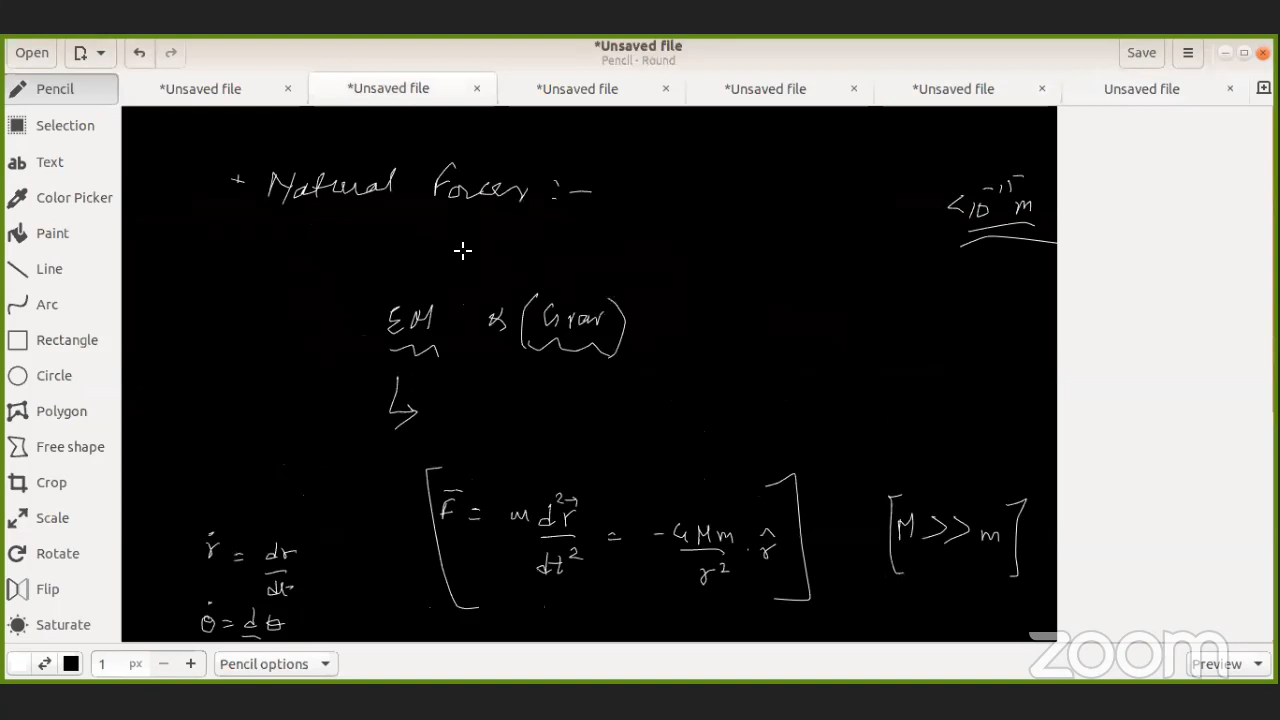 *Unsaved file
Pencil - Round
Open
Save
*Unsaved file
*Unsaved file
*Unsaved file
*Unsaved file
*Unsaved file
Unsaved file
Pencil
Selection
Text
Color Picker
Paint
Line
Arc
Rectangle
Circle
Polygon
Free shape
Crop
Scale
Rotate
Flip
Saturate
* Natural Forces :-
< 10^-15 m
EM & (Grav)
↳
[ F̄ = m d²r⃗/dt² = -GMm/r² · r̂ ] [M >> m]
ṙ = dr/dt
θ̇ = dθ
1 px - +
Pencil options
zoom
Preview